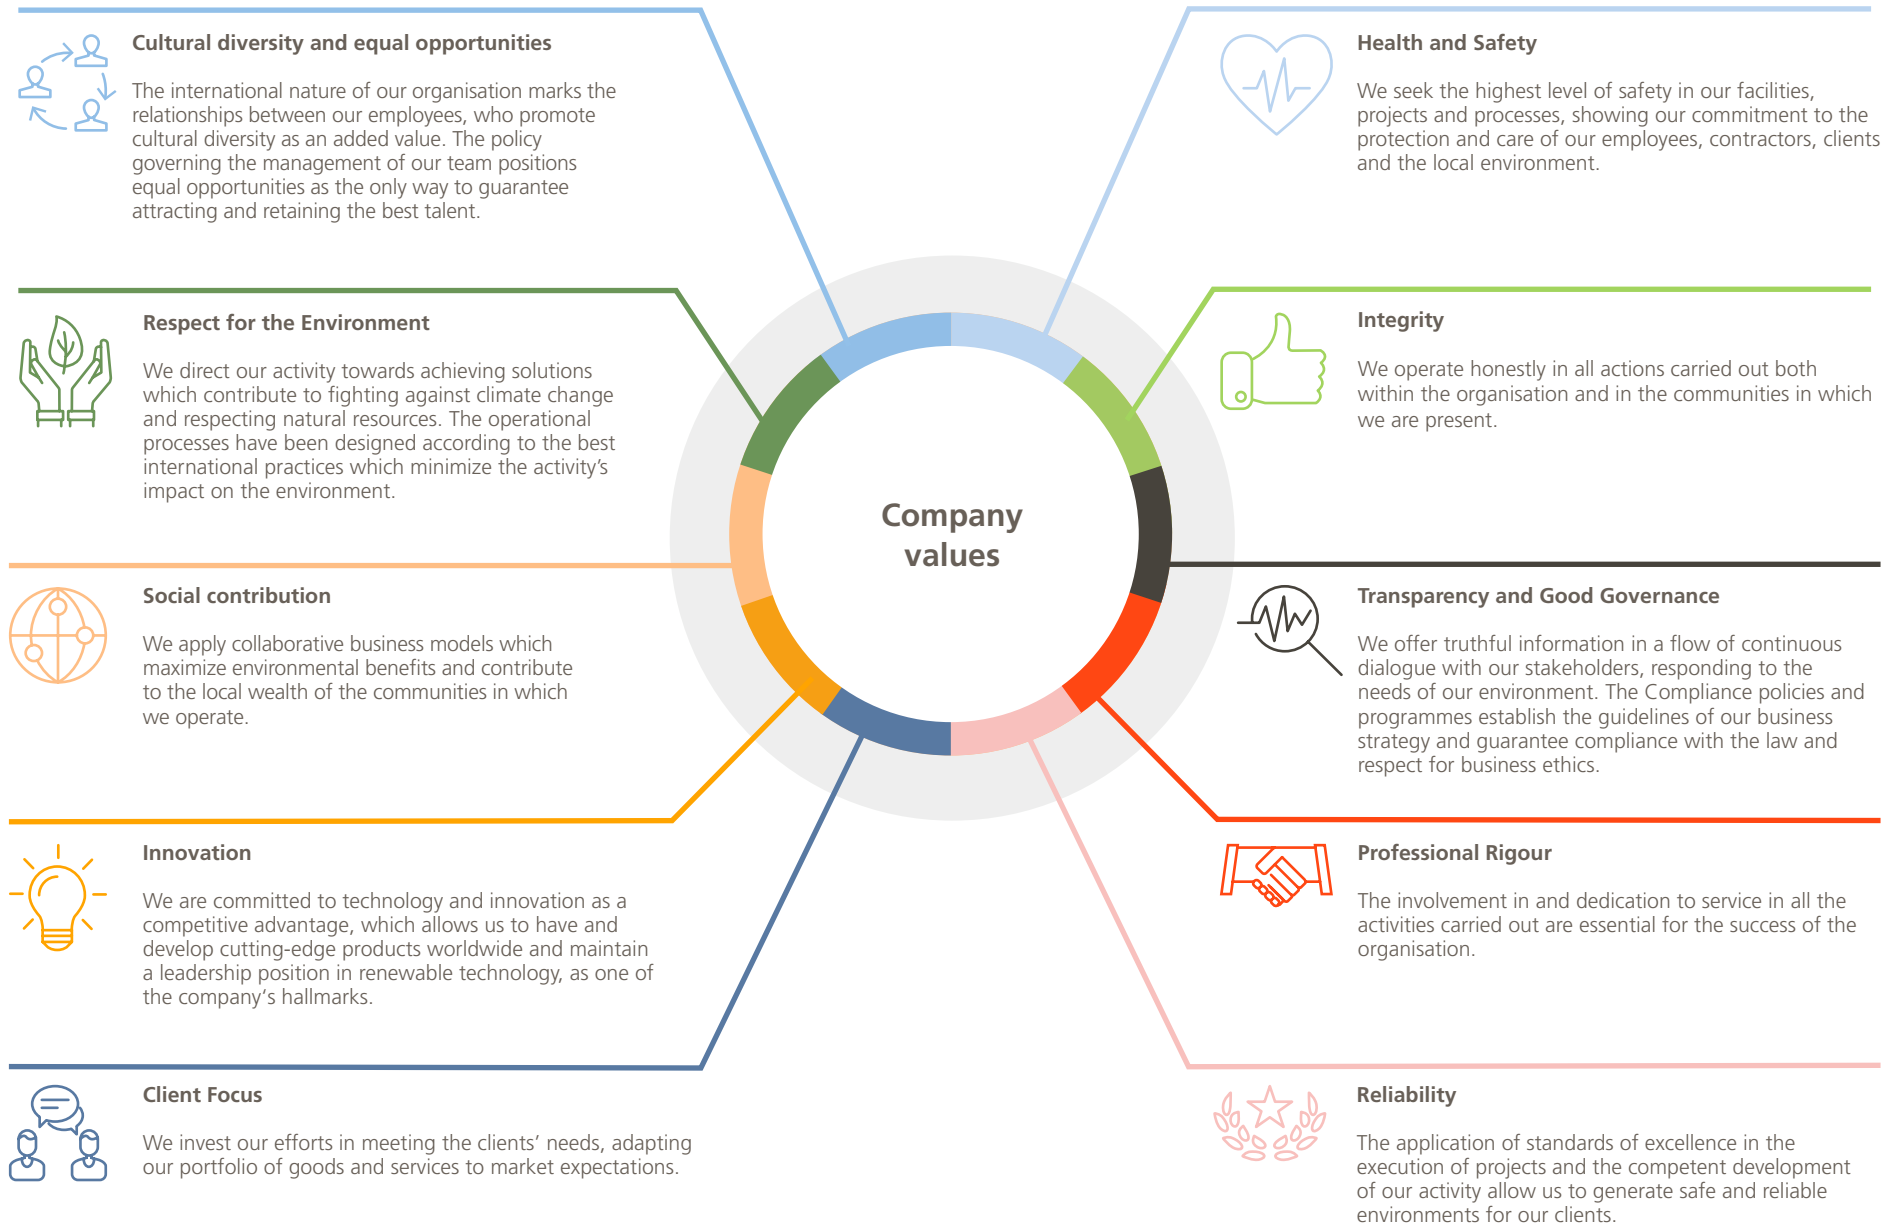 Cultural diversity and equal opportunities
The international nature of our organisation marks the
relationships between our employees, who promote
cultural diversity as an added value. The policy
governing the management of our team positions
equal opportunities as the only way to guarantee
attracting and retaining the best talent.
Respect for the Environment
We direct our activity towards achieving solutions
which contribute to fighting against climate change
and respecting natural resources. The operational
processes have been designed according to the best
international practices which minimize the activity’s
impact on the environment.
Social contribution
We apply collaborative business models which
maximize environmental benefits and contribute
to the local wealth of the communities in which
we operate.
Innovation
We are committed to technology and innovation as a
competitive advantage, which allows us to have and
develop cutting-edge products worldwide and maintain
a leadership position in renewable technology, as one of
the company’s hallmarks.
Client Focus
We invest our efforts in meeting the clients’ needs, adapting
our portfolio of goods and services to market expectations.
Company
values
Health and Safety
We seek the highest level of safety in our facilities,
projects and processes, showing our commitment to the
protection and care of our employees, contractors, clients
and the local environment.
Integrity
We operate honestly in all actions carried out both
within the organisation and in the communities in which
we are present.
Transparency and Good Governance
We offer truthful information in a flow of continuous
dialogue with our stakeholders, responding to the
needs of our environment. The Compliance policies and
programmes establish the guidelines of our business
strategy and guarantee compliance with the law and
respect for business ethics.
Professional Rigour
The involvement in and dedication to service in all the
activities carried out are essential for the success of the
organisation.
Reliability
The application of standards of excellence in the
execution of projects and the competent development
of our activity allow us to generate safe and reliable
environments for our clients.